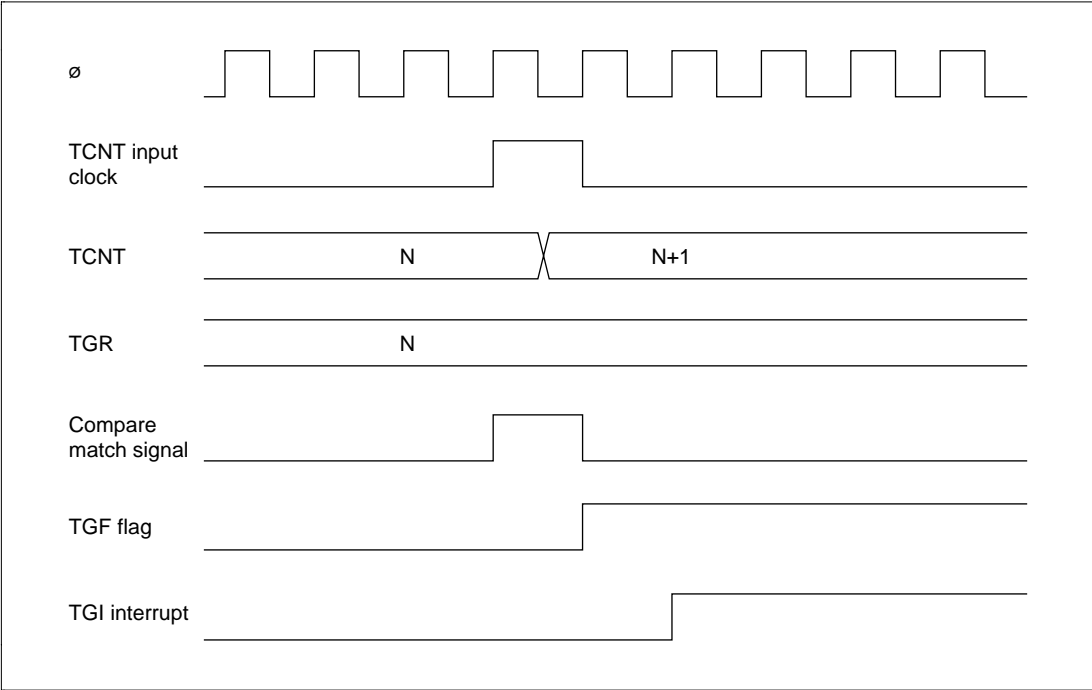 ø
TCNT input
clock
TCNT
N
N+1
TGR
N
Compare
match signal
TGF flag
TGI interrupt